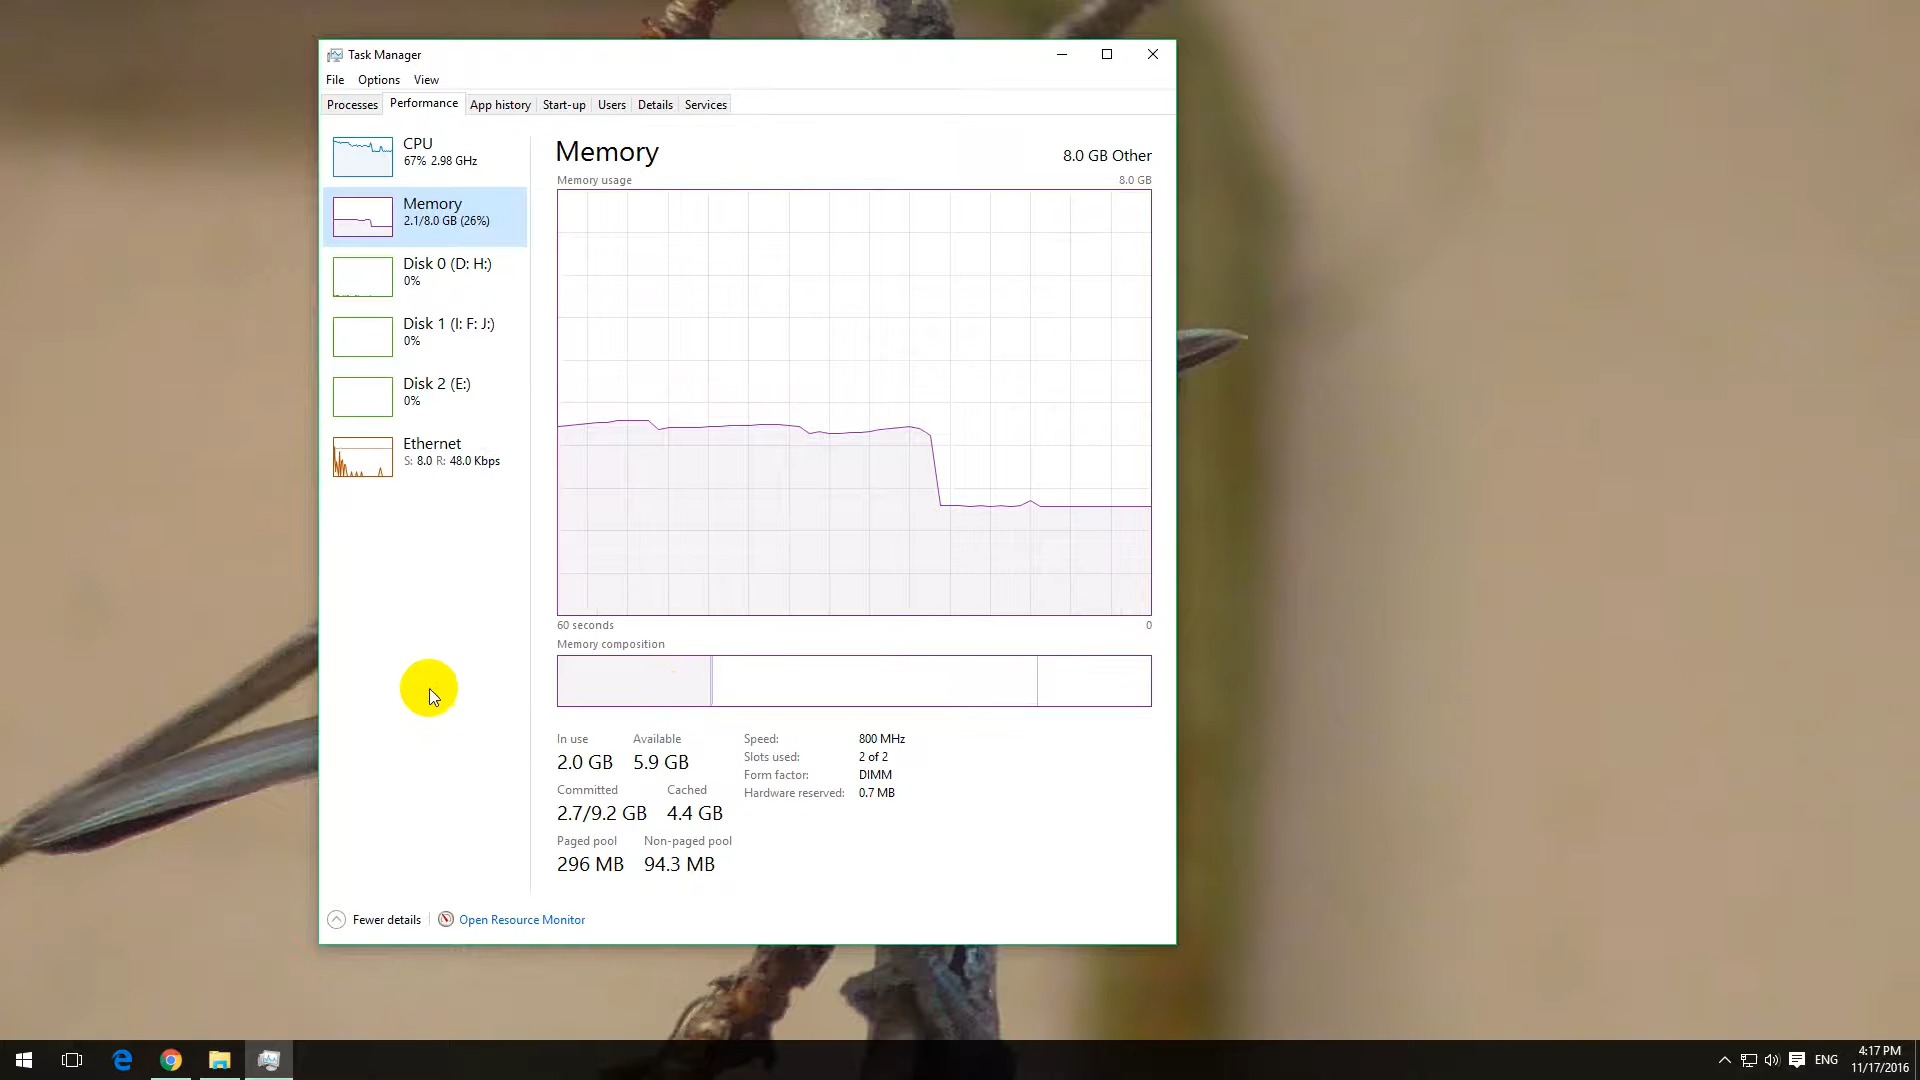 Task Manager
File Options View
Processes Performance App history Start-up Users Details Services
CPU
67% 2.98 GHz
Memory
2.1/8.0 GB (26%)
Disk 0 (D: H:)
0%
Disk 1 (I: F: J:)
0%
Disk 2 (E:)
0%
Ethernet
S: 8.0 R: 48.0 Kbps
Memory 8.0 GB Other
Memory usage 8.0 GB
60 seconds 0
Memory composition
In use Available
2.0 GB 5.9 GB
Committed Cached
2.7/9.2 GB 4.4 GB
Paged pool Non-paged pool
296 MB 94.3 MB
Speed: 800 MHz
Slots used: 2 of 2
Form factor: DIMM
Hardware reserved: 0.7 MB
Fewer details Open Resource Monitor
ENG
4:17 PM
11/17/2016